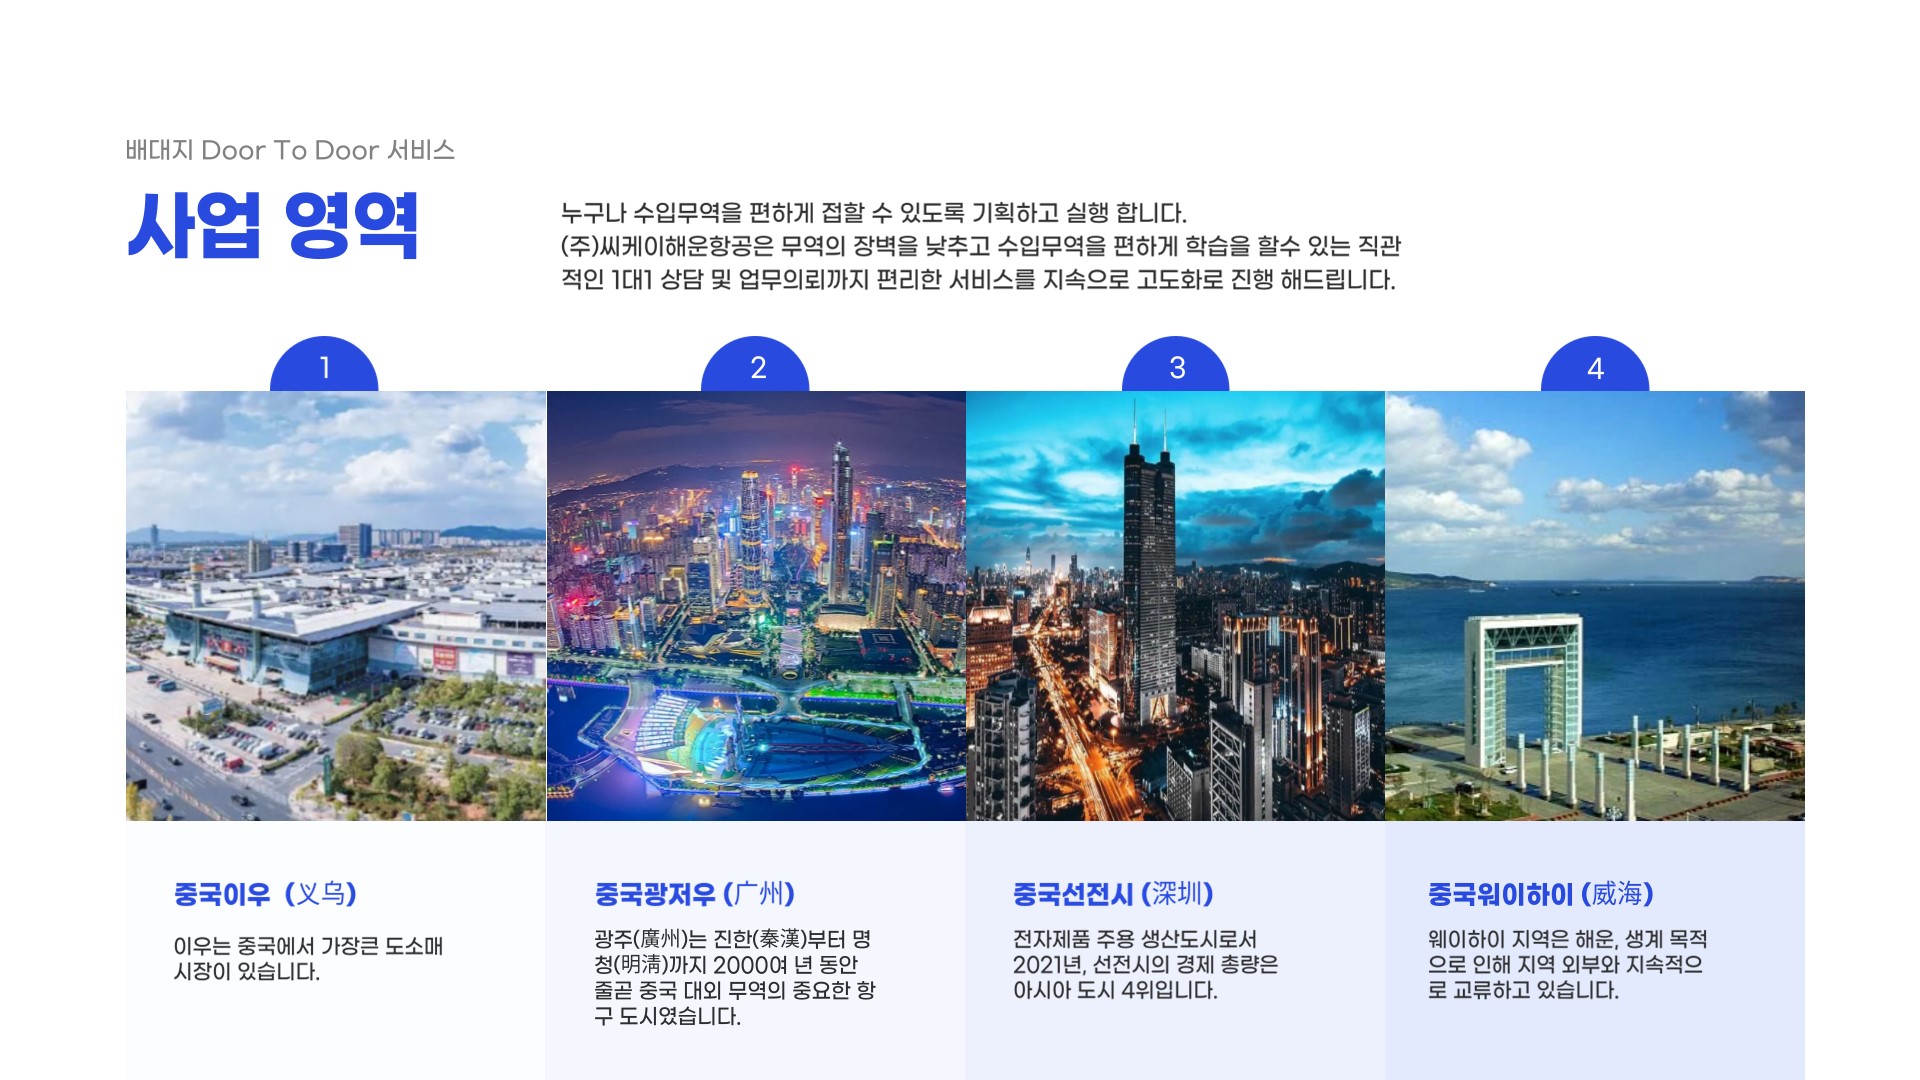 배대지 Door To Door 서비스
사업 영역
누구나 수입무역을 편하게 접할 수 있도록 기획하고 실행 합니다.
(주)씨케이해운항공은 무역의 장벽을 낮추고 수입무역을 편하게 학습을 할수 있는 직관
적인 1대1 상담 및 업무의뢰까지 편리한 서비스를 지속으로 고도화로 진행 해드립니다.
1
2
3
4
중국이우 (义乌)
이우는 중국에서 가장큰 도소매
시장이 있습니다.
중국광저우 (广州)
광주(廣州)는 진한(秦漢)부터 명
청(明淸)까지 2000여 년 동안
줄곧 중국 대외 무역의 중요한 항
구 도시였습니다.
중국선전시 (深圳)
전자제품 주용 생산도시로서
2021년, 선전시의 경제 총량은
아시아 도시 4위입니다.
중국웨이하이 (威海)
웨이하이 지역은 해운, 생계 목적
으로 인해 지역 외부와 지속적으
로 교류하고 있습니다.